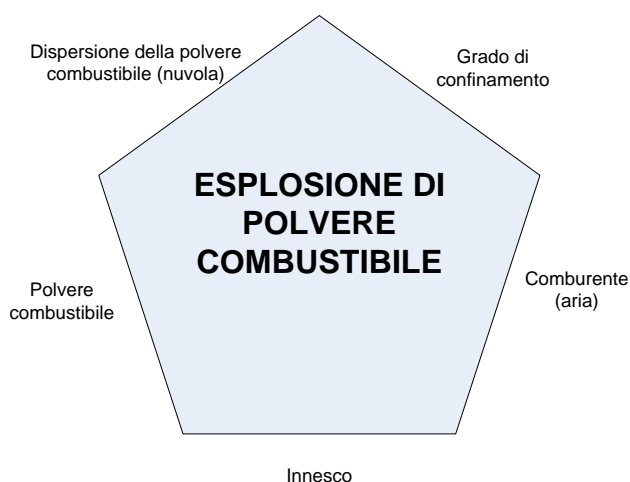 Dispersione della polvere
combustibile (nuvola)
Grado di
confinamento
ESPLOSIONE DI
POLVERE
COMBUSTIBILE
Polvere
combustibile
Comburente
(aria)
Innesco